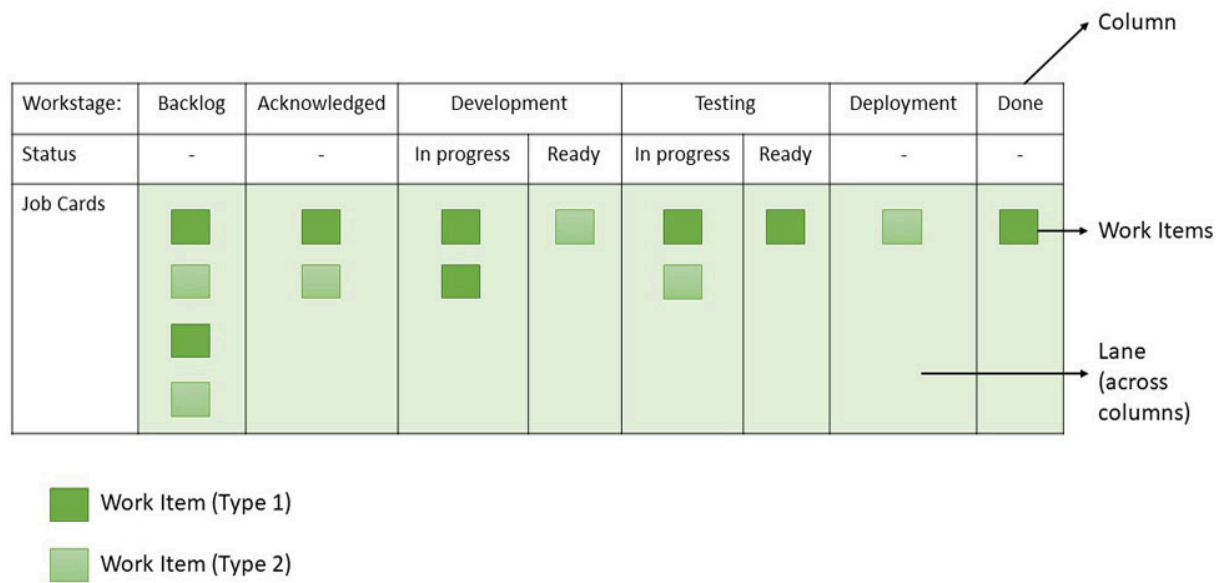 Column
Workstage: Backlog Acknowledged Development Testing Deployment Done
Status - - In progress Ready In progress Ready - -
Job Cards
Work Items
Lane
(across
columns)
Work Item (Type 1)
Work Item (Type 2)